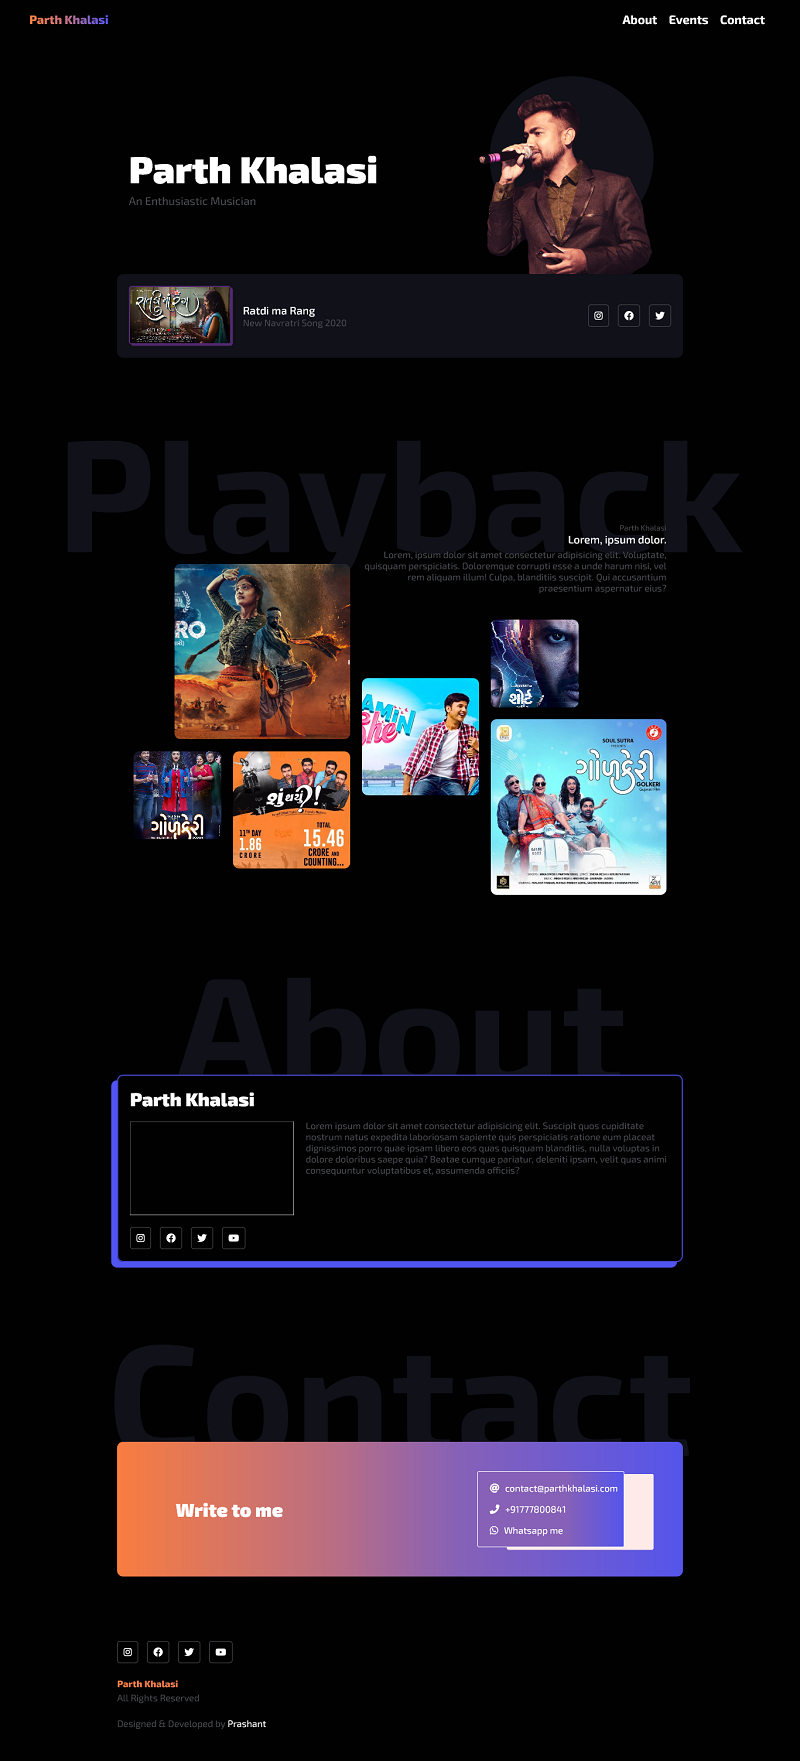 Parth Khalasi
About Events Contact
Parth Khalasi
An Enthusiastic Musician
Ratdi ma Rang
New Navratri Song 2020
Playback
Parth Khalasi
Lorem, ipsum dolor.
Lorem, ipsum dolor sit amet consectetur adipisicing elit. Voluptate,
quisquam perspiciatis. Doloremque corrupti esse a unde harum nisi, vel
rem aliquam illum! Culpa, blanditiis suscipit. Qui accusantium
praesentium aspernatur eius?
RO
AMIN
she
શોર્ટ
SOUL SUTRA
PRESENTS
ગોળકેરી
GOLKERI
ગોળકેરી
શું થયું?!
11TH DAY
1.86
CRORE
TOTAL
15.46
CRORE AND
COUNTING...
About
Parth Khalasi
Lorem ipsum dolor sit amet consectetur adipisicing elit. Suscipit quos cupiditate
nostrum natus expedita laboriosam sapiente quis perspiciatis ratione eum placeat
dignissimos porro quae ipsam libero eos quas quisquam blanditiis, nulla voluptas in
dolore doloribus saepe quia? Beatae cumque pariatur, deleniti ipsam, velit quas animi
consequuntur voluptatibus et, assumenda officiis?
Contact
Write to me
contact@parthkhalasi.com
+91777800841
Whatsapp me
Parth Khalasi
All Rights Reserved
Designed & Developed by Prashant